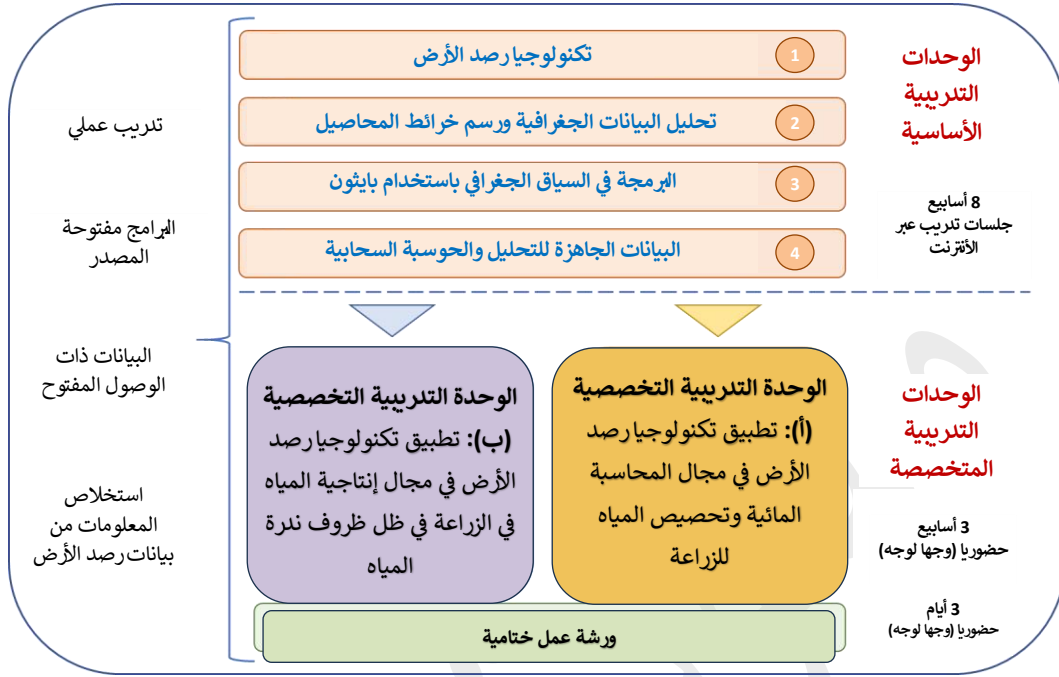 الوحدات
التدريبية
الأساسية
8 أسابيع
جلسات تدريب عبر
الأنترنت
1 تكنولوجيا رصد الأرض
2 تحليل البيانات الجغرافية ورسم خرائط المحاصيل
3 البرمجة في السياق الجغرافي باستخدام بايثون
4 البيانات الجاهزة للتحليل والحوسبة السحابية
تدريب عملي
البرامج مفتوحة
المصدر
البيانات ذات
الوصول المفتوح
استخلاص
المعلومات من
بيانات رصد الأرض
الوحدات
التدريبية
المتخصصة
3 أسابيع
حضوريا (وجها لوجه)
3 أيام
حضوريا (وجها لوجه)
الوحدة التدريبية التخصصية
(أ): تطبيق تكنولوجيا رصد
الأرض في مجال المحاسبة
المائية وتحصيص المياه
للزراعة
الوحدة التدريبية التخصصية
(ب): تطبيق تكنولوجيا رصد
الأرض في مجال إنتاجية المياه
في الزراعة في ظل ظروف ندرة
المياه
ورشة عمل ختامية